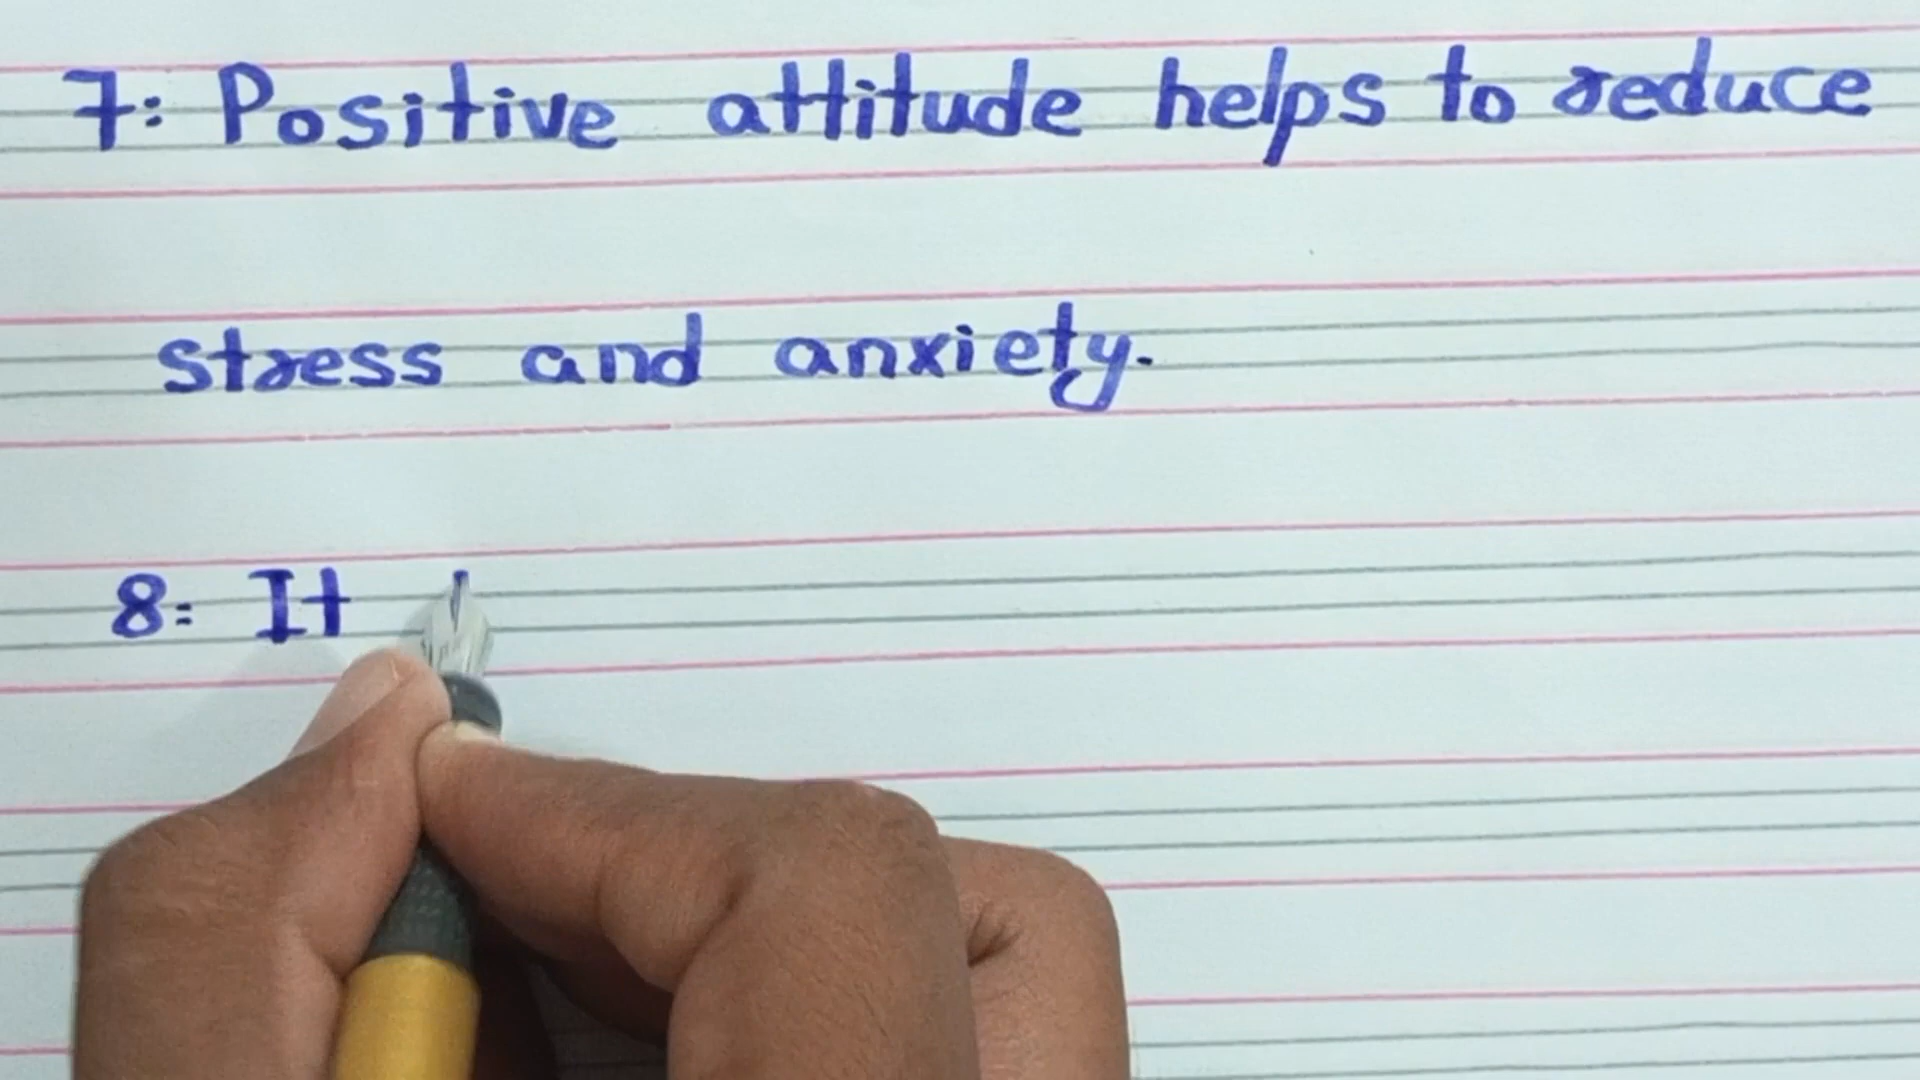 7: Positive attitude helps to reduce
stress and anxiety.
8: It